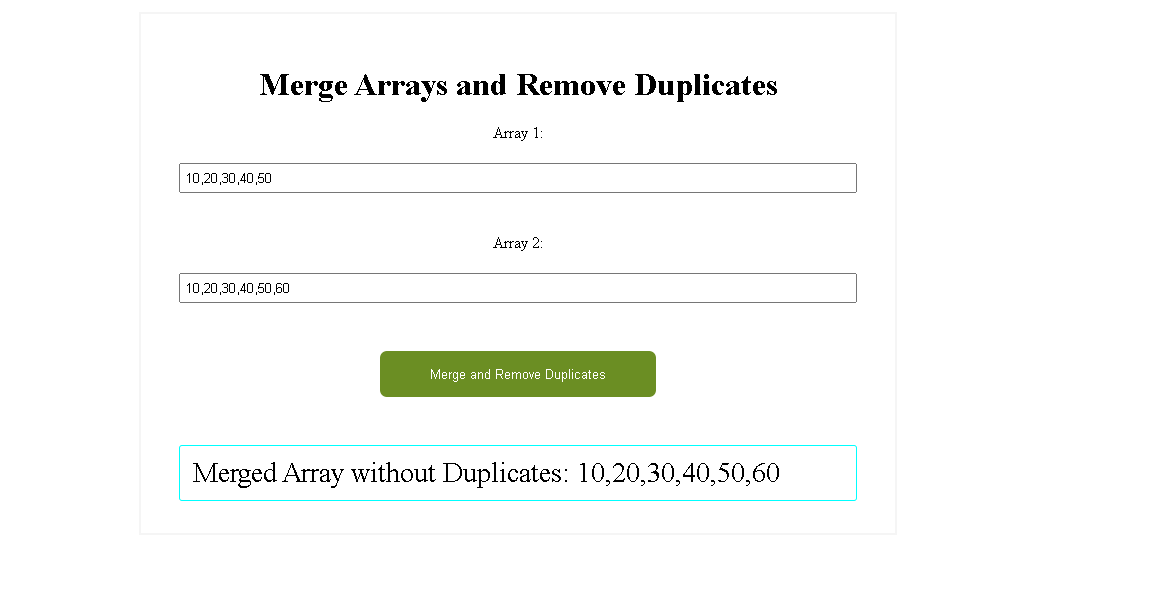 Merge Arrays and Remove Duplicates
Array 1:
10,20,30,40,50
Array 2:
10,20,30,40,50,60
Merge and Remove Duplicates
Merged Array without Duplicates: 10,20,30,40,50,60